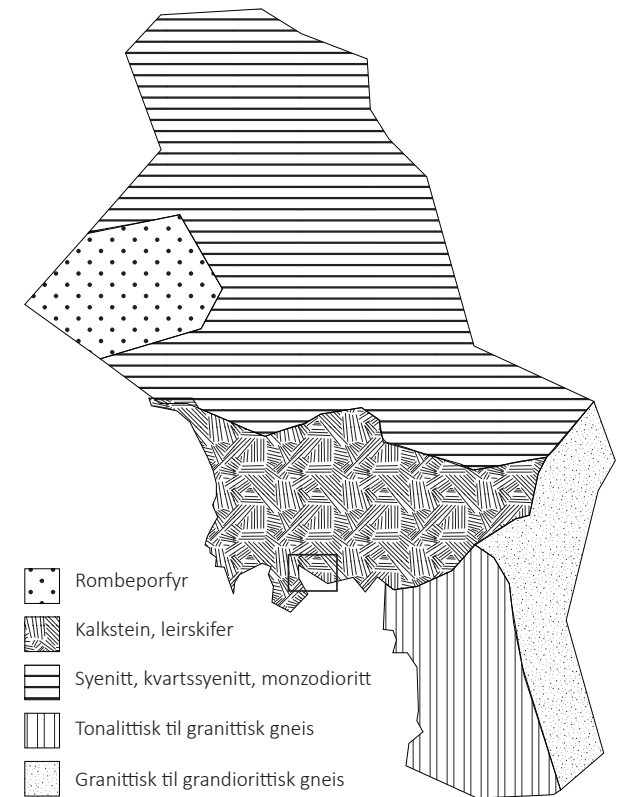 Rombeporfyr
Kalkstein, leirskifer
Syenitt, kvartssyenitt, monzodioritt
Tonalittisk til granittisk gneis
Granittisk til grandiorittisk gneis